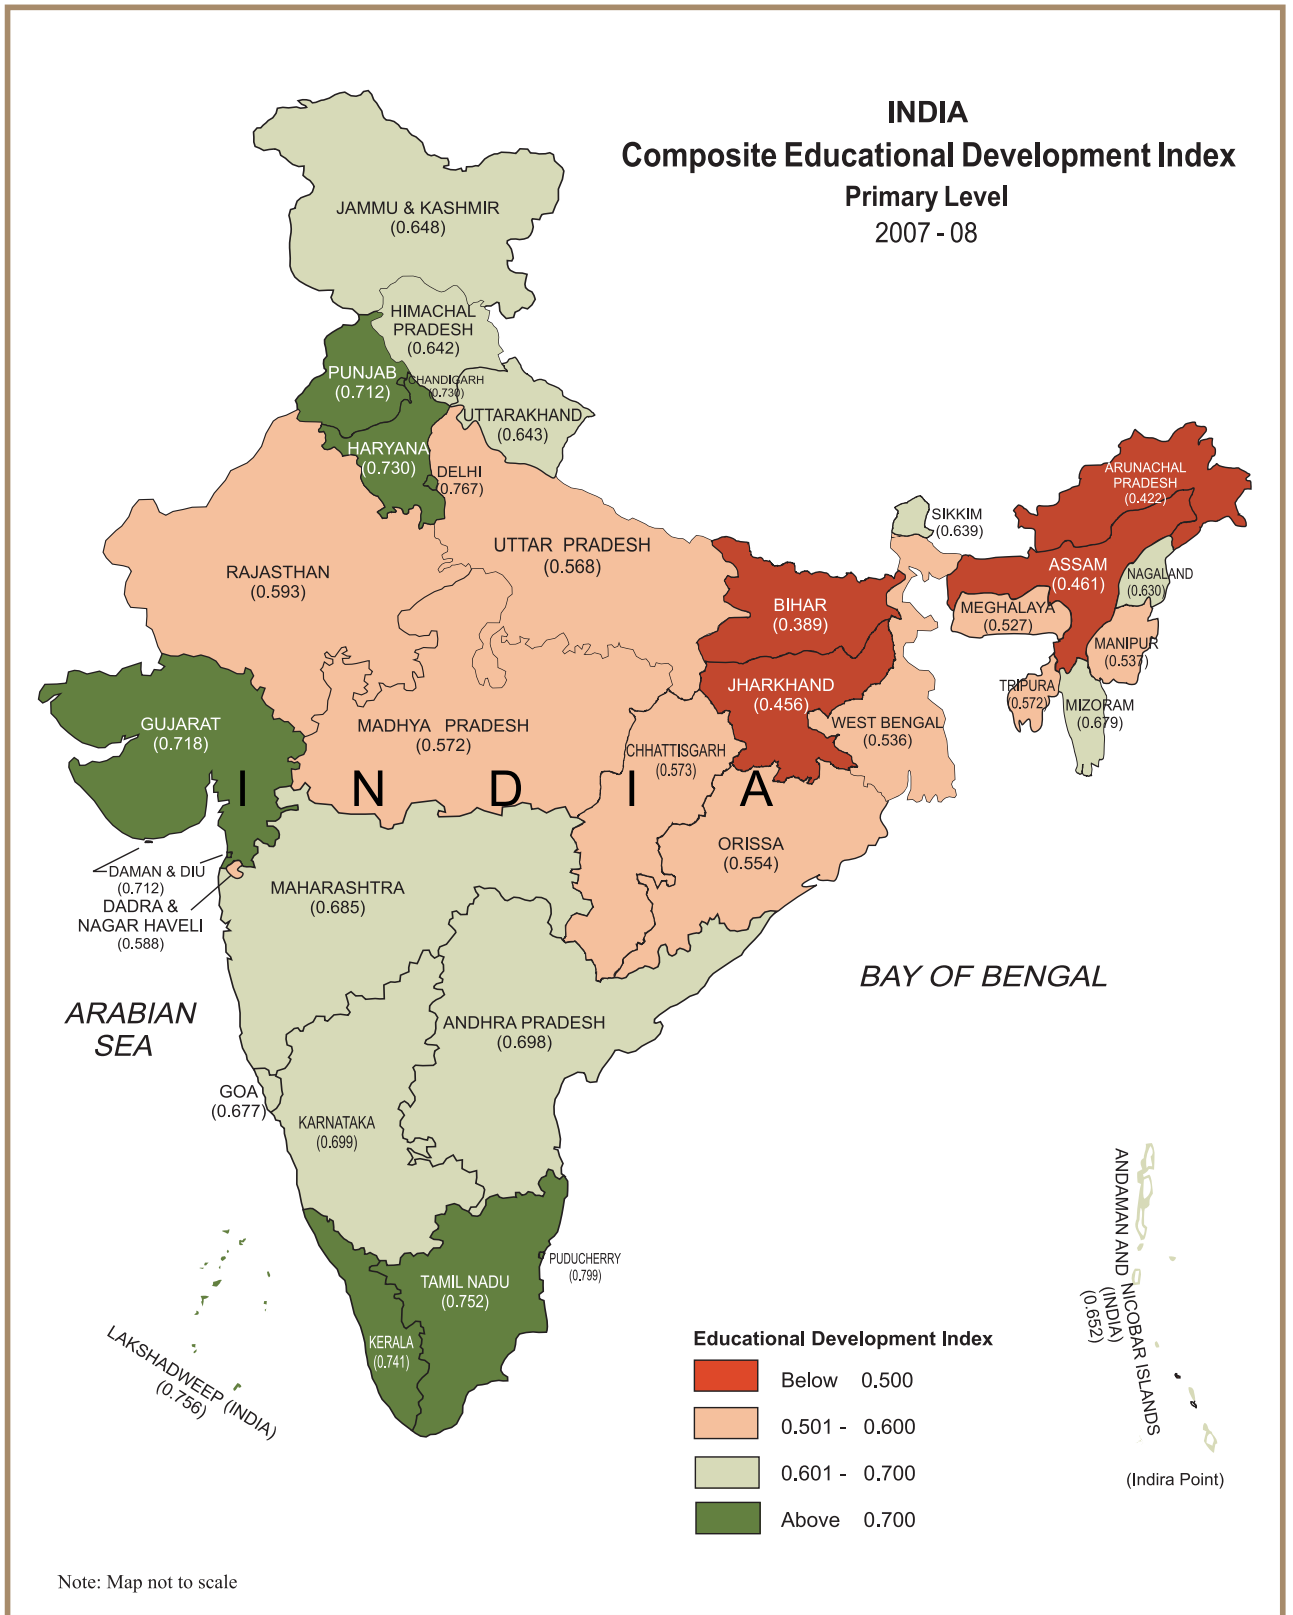 INDIA
Composite Educational Development Index
Primary Level
2007 - 08
JAMMU & KASHMIR
(0.648)
HIMACHAL
PRADESH
(0.642)
PUNJAB
(0.712)
CHANDIGARH
(0.730)
UTTARAKHAND
(0.643)
HARYANA
(0.730)
DELHI
(0.767)
ARUNACHAL
PRADESH
(0.422)
SIKKIM
(0.639)
UTTAR PRADESH
(0.568)
RAJASTHAN
(0.593)
ASSAM
(0.461)
NAGALAND
(0.630)
BIHAR
(0.389)
MEGHALAYA
(0.527)
MANIPUR
(0.537)
JHARKHAND
(0.456)
TRIPURA
(0.572)
MIZORAM
(0.679)
GUJARAT
(0.718)
MADHYA PRADESH
(0.572)
WEST BENGAL
(0.536)
CHHATTISGARH
(0.573)
I N D I A
ORISSA
(0.554)
DAMAN & DIU
(0.712)
DADRA &
NAGAR HAVELI
(0.588)
MAHARASHTRA
(0.685)
BAY OF BENGAL
ARABIAN
SEA
ANDHRA PRADESH
(0.698)
GOA
(0.677)
KARNATAKA
(0.699)
PUDUCHERRY
(0.799)
TAMIL NADU
(0.752)
KERALA
(0.741)
LAKSHADWEEP (INDIA)
(0.756)
ANDAMAN AND NICOBAR ISLANDS
(INDIA)
(0.652)
(Indira Point)
Educational Development Index
Below 0.500
0.501 - 0.600
0.601 - 0.700
Above 0.700
Note: Map not to scale